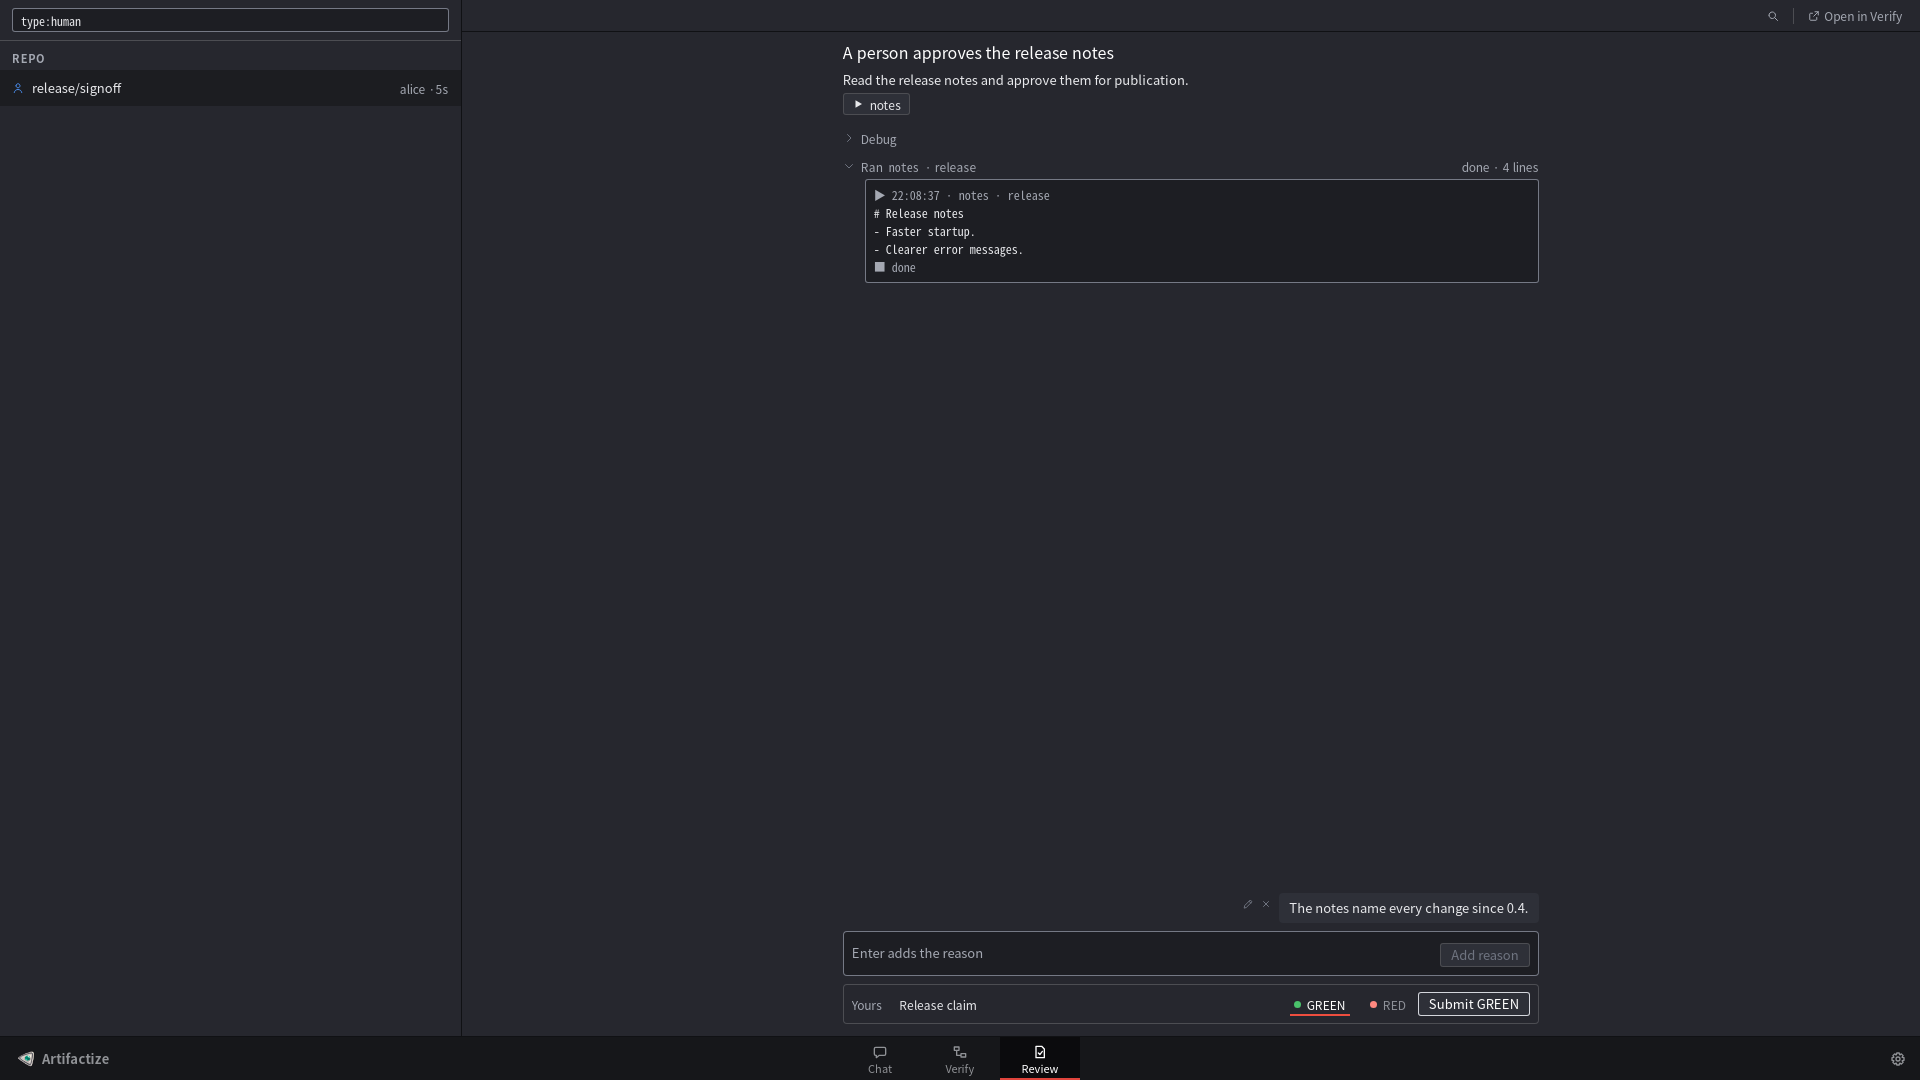 type:human
Open in Verify
REPO
release/signoff
alice · 5s
A person approves the release notes
Read the release notes and approve them for publication.
notes
Debug
Ran notes · release
done · 4 lines
22:08:37 · notes · release
# Release notes
- Faster startup.
- Clearer error messages.
done
The notes name every change since 0.4.
Enter adds the reason
Add reason
Yours
Release claim
GREEN
RED
Submit GREEN
Artifactize
Chat
Verify
Review